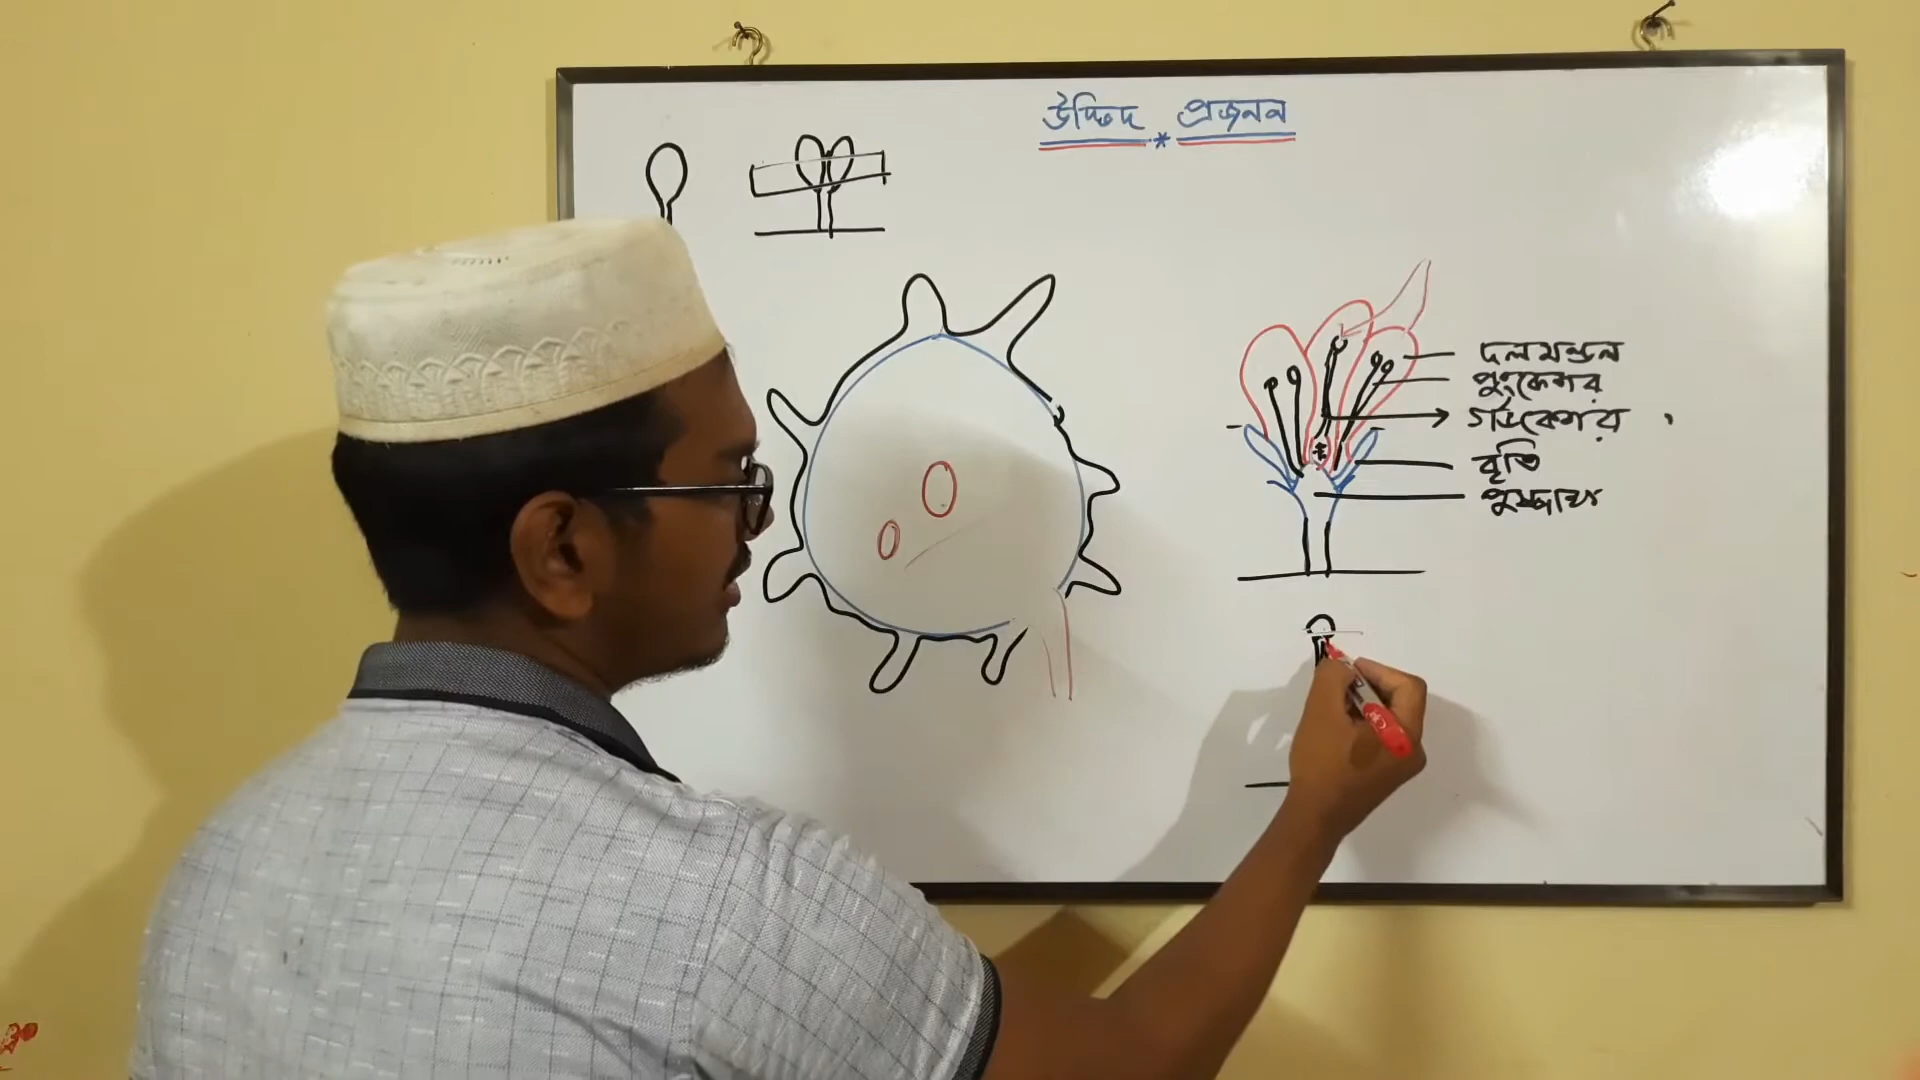 উদ্ভিদ * প্রজনন
দলমন্ডল
পুংকেশর
গর্ভকেশর
বৃতি
পুষ্পাক্ষ